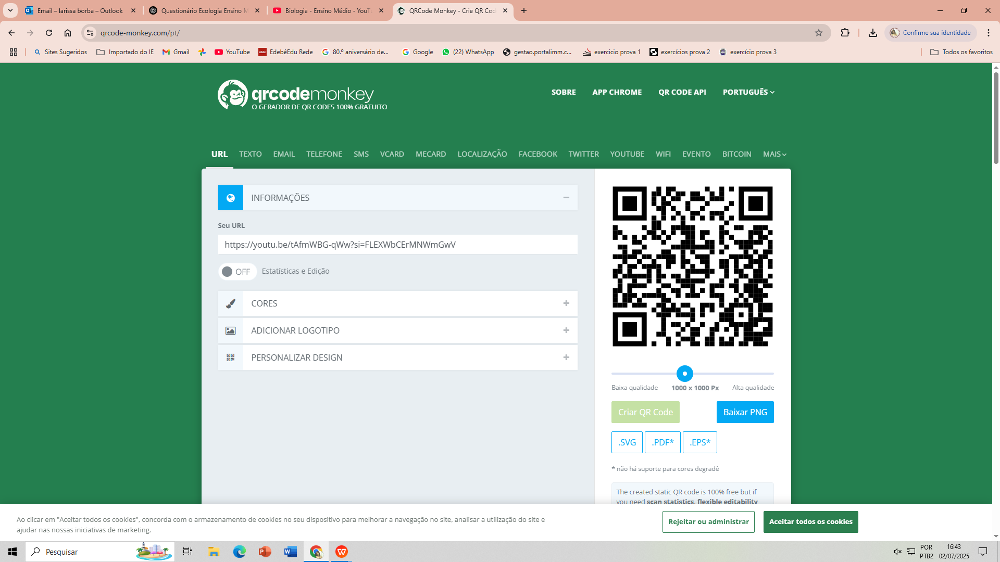 Email – larissa borba – Outlook
Questionário Ecologia Ensino M
Biologia - Ensino Médio - YouTu
QRCode Monkey - Crie QR Cod
qrcode-monkey.com/pt/
Confirme sua identidade
Sites Sugeridos
Importado do IE
Gmail
YouTube
EdebêEdu Rede
80.º aniversário de...
Google
(22) WhatsApp
gestao.portalimm.c...
exercicio prova 1
exercícios prova 2
exercício prova 3
Todos os favoritos
qrcodemonkey
O GERADOR DE QR CODES 100% GRATUITO
SOBRE
APP CHROME
QR CODE API
PORTUGUÊS
URL
TEXTO
EMAIL
TELEFONE
SMS
VCARD
MECARD
LOCALIZAÇÃO
FACEBOOK
TWITTER
YOUTUBE
WIFI
EVENTO
BITCOIN
MAIS
INFORMAÇÕES
Seu URL
https://youtu.be/tAfmWBG-qWw?si=FLEXWbCErMNWmGwV
OFF
Estatísticas e Edição
CORES
ADICIONAR LOGOTIPO
PERSONALIZAR DESIGN
Baixa qualidade
1000 x 1000 Px
Alta qualidade
Criar QR Code
Baixar PNG
.SVG
.PDF*
.EPS*
* não há suporte para cores degradê
The created static QR code is 100% free but if
you need scan statistics, flexible editability
Ao clicar em "Aceitar todos os cookies", concorda com o armazenamento de cookies no seu dispositivo para melhorar a navegação no site, analisar a utilização do site e
ajudar nas nossas iniciativas de marketing.
Rejeitar ou administrar
Aceitar todos os cookies
Pesquisar
POR
PTB2
16:43
02/07/2025